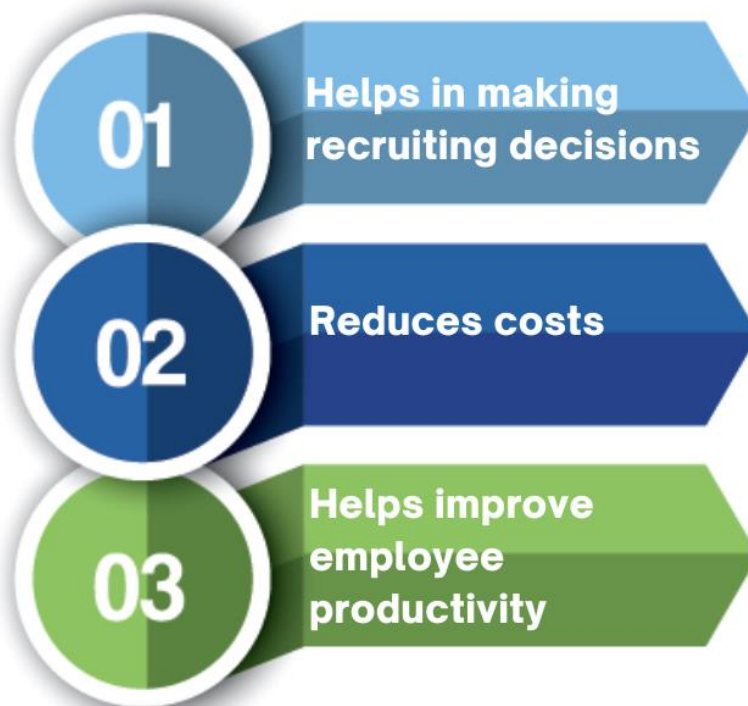 01
Helps in making
recruiting decisions
02
Reduces costs
03
Helps improve
employee
productivity